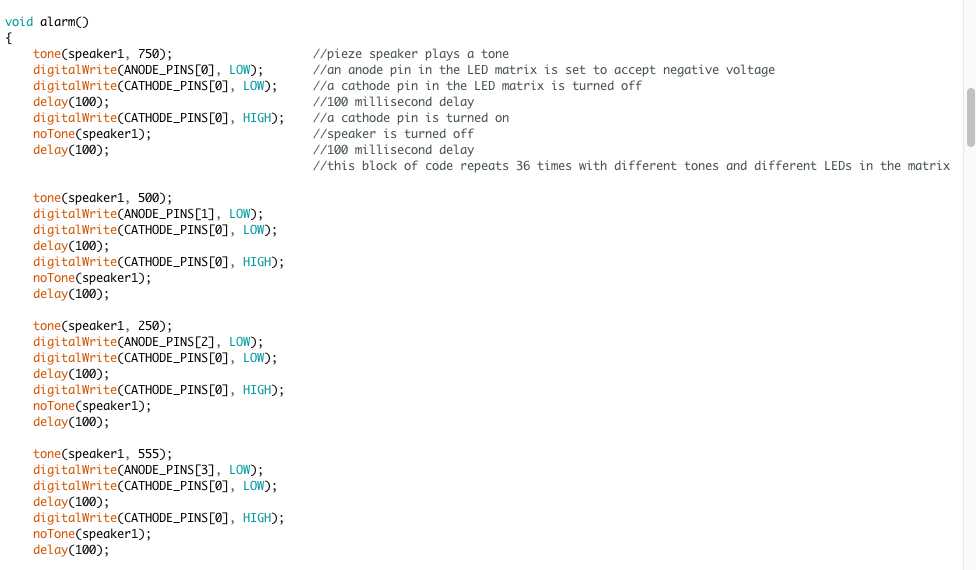 void alarm()
{
    tone(speaker1, 750);                    //pieze speaker plays a tone
    digitalWrite(ANODE_PINS[0], LOW);       //an anode pin in the LED matrix is set to accept negative voltage
    digitalWrite(CATHODE_PINS[0], LOW);     //a cathode pin in the LED matrix is turned off
    delay(100);                             //100 millisecond delay
    digitalWrite(CATHODE_PINS[0], HIGH);    //a cathode pin is turned on
    noTone(speaker1);                       //speaker is turned off
    delay(100);                             //100 millisecond delay
                                            //this block of code repeats 36 times with different tones and different LEDs in the matrix

    tone(speaker1, 500);
    digitalWrite(ANODE_PINS[1], LOW);
    digitalWrite(CATHODE_PINS[0], LOW);
    delay(100);
    digitalWrite(CATHODE_PINS[0], HIGH);
    noTone(speaker1);
    delay(100);

    tone(speaker1, 250);
    digitalWrite(ANODE_PINS[2], LOW);
    digitalWrite(CATHODE_PINS[0], LOW);
    delay(100);
    digitalWrite(CATHODE_PINS[0], HIGH);
    noTone(speaker1);
    delay(100);

    tone(speaker1, 555);
    digitalWrite(ANODE_PINS[3], LOW);
    digitalWrite(CATHODE_PINS[0], LOW);
    delay(100);
    digitalWrite(CATHODE_PINS[0], HIGH);
    noTone(speaker1);
    delay(100);